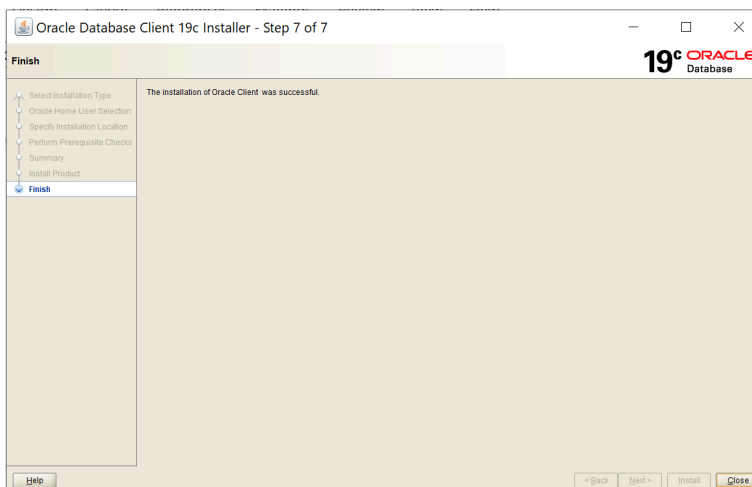 Oracle Database Client 19c Installer - Step 7 of 7
Finish
19c ORACLE
Database
Select Installation Type
Oracle Home User Selection
Specify Installation Location
Perform Prerequisite Checks
Summary
Install Product
Finish
The installation of Oracle Client was successful.
Help
< Back
Next >
Install
Close